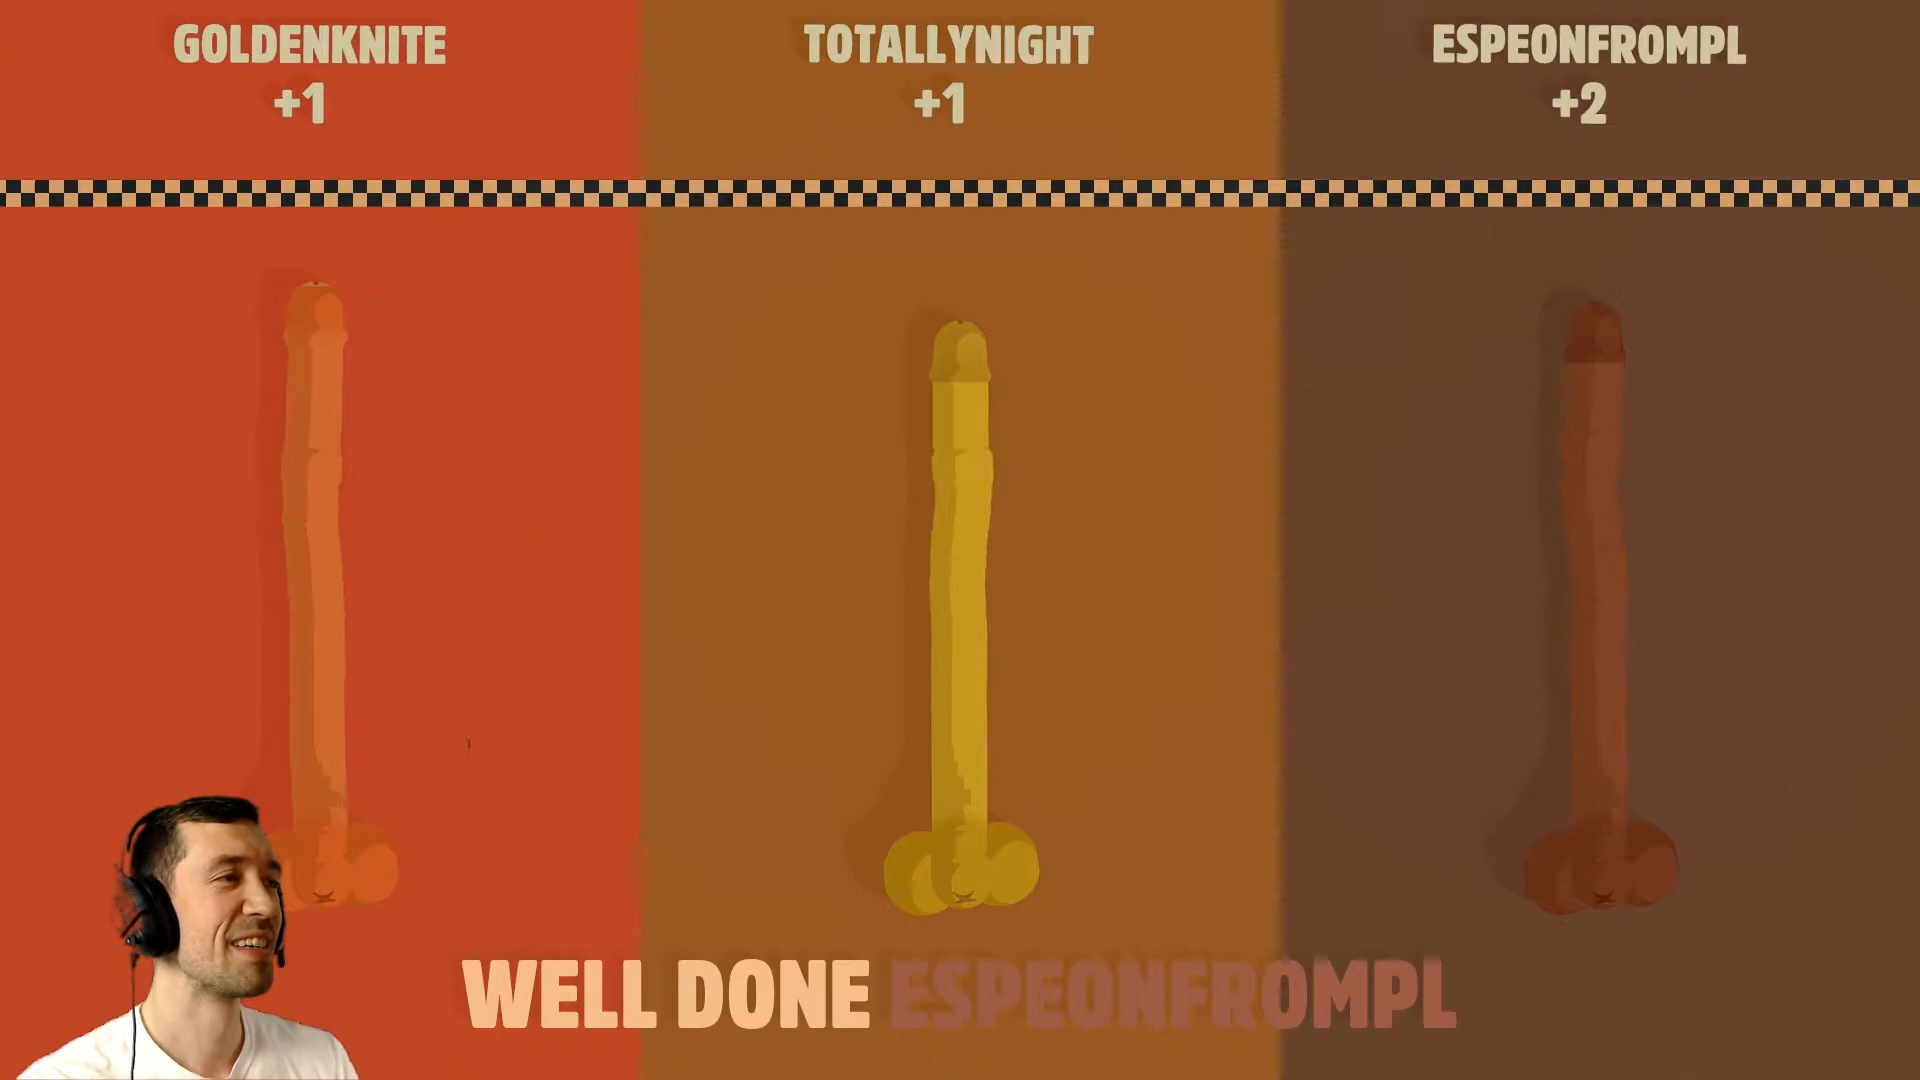 GOLDENKNITE
+1
TOTALLYNIGHT
+1
ESPEONFROMPL
+2
WELL DONE ESPEONFROMPL